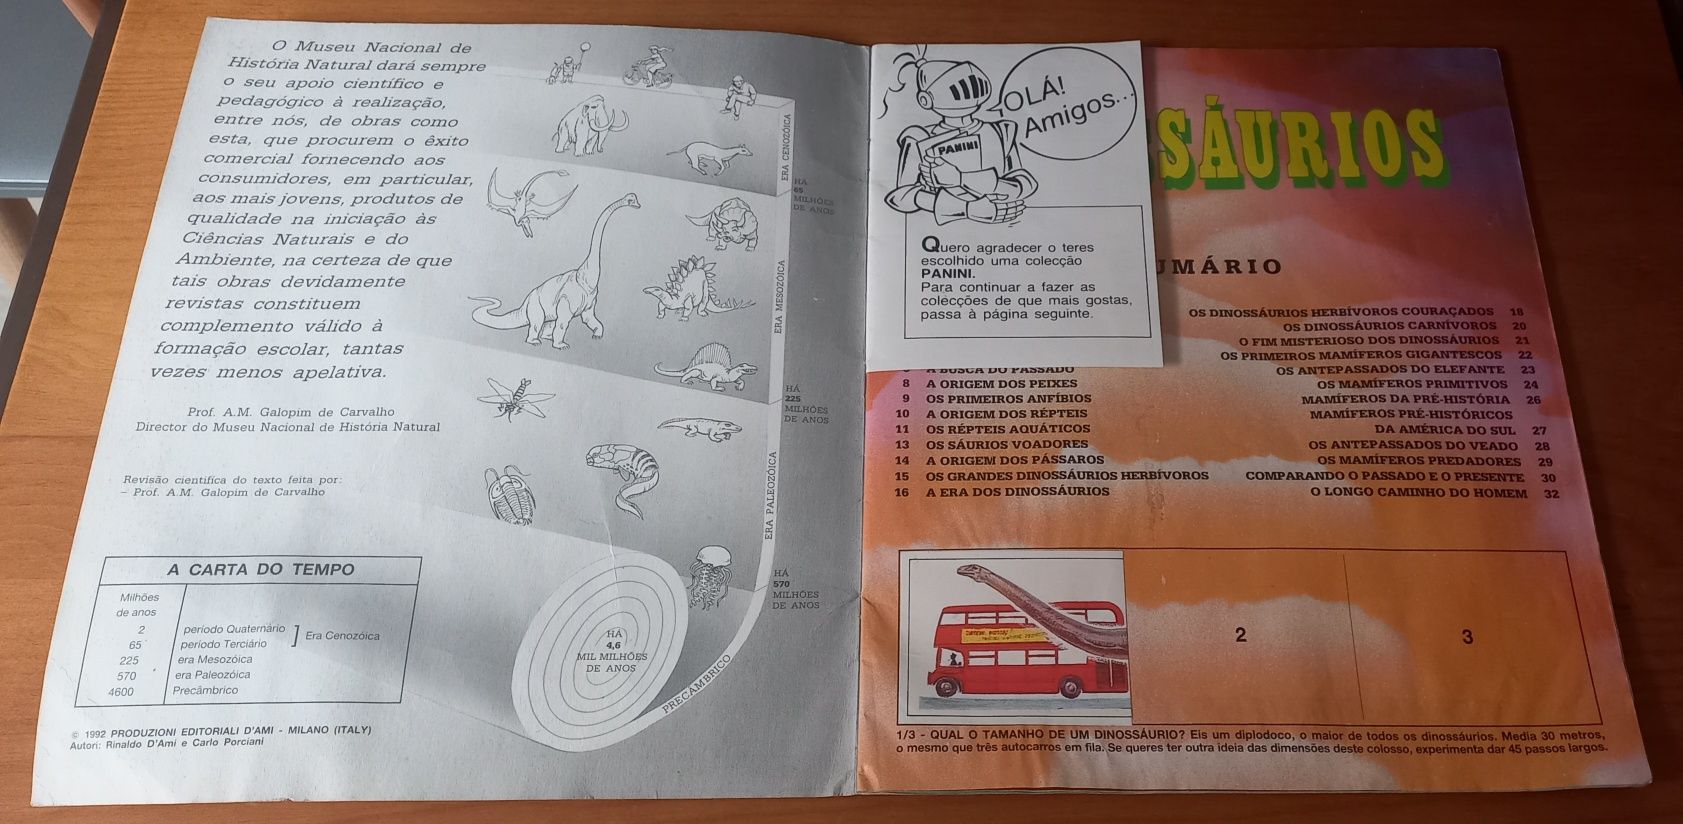 O Museu Nacional de
História Natural dará sempre
o seu apoio científico e
pedagógico à realização,
entre nós, de obras como
esta, que procurem o êxito
comercial fornecendo aos
consumidores, em particular,
aos mais jovens, produtos de
qualidade na iniciação às
Ciências Naturais e do
Ambiente, na certeza de que
tais obras devidamente
revistas constituem
complemento válido à
formação escolar, tantas
vezes menos apelativa.
Prof. A.M. Galopim de Carvalho
Director do Museu Nacional de História Natural
Revisão científica do texto feita por:
– Prof. A.M. Galopim de Carvalho
A CARTA DO TEMPO
Milhões
de anos
2 período Quaternário
65 período Terciário
Era Cenozóica
225 era Mesozóica
570 era Paleozóica
4600 Precâmbrico
© 1992 PRODUZIONI EDITORIALI D'AMI - MILANO (ITALY)
Autori: Rinaldo D'Ami e Carlo Porciani
ERA CENOZÓICA
HÁ
65
MILHÕES
DE ANOS
ERA MESOZÓICA
HÁ
225
MILHÕES
DE ANOS
ERA PALEOZÓICA
HÁ
570
MILHÕES
DE ANOS
PRECÂMBRICO
HÁ
4,6
MIL MILHÕES
DE ANOS
OLÁ!
Amigos...
PANINI
Quero agradecer o teres
escolhido uma colecção
PANINI.
Para continuar a fazer as
colecções de que mais gostas,
passa à página seguinte.
SÁURIOS
UMÁRIO
À BUSCA DO PASSADO
8 A ORIGEM DOS PEIXES
9 OS PRIMEIROS ANFÍBIOS
10 A ORIGEM DOS RÉPTEIS
11 OS RÉPTEIS AQUÁTICOS
13 OS SÁURIOS VOADORES
14 A ORIGEM DOS PÁSSAROS
15 OS GRANDES DINOSSÁURIOS HERBÍVOROS
16 A ERA DOS DINOSSÁURIOS
OS DINOSSÁURIOS HERBÍVOROS COURAÇADOS 18
OS DINOSSÁURIOS CARNÍVOROS 20
O FIM MISTERIOSO DOS DINOSSÁURIOS 21
OS PRIMEIROS MAMÍFEROS GIGANTESCOS 22
OS ANTEPASSADOS DO ELEFANTE 23
OS MAMÍFEROS PRIMITIVOS 24
MAMÍFEROS DA PRÉ-HISTÓRIA 26
MAMÍFEROS PRÉ-HISTÓRICOS
DA AMÉRICA DO SUL 27
OS ANTEPASSADOS DO VEADO 28
OS MAMÍFEROS PREDADORES 29
COMPARANDO O PASSADO E O PRESENTE 30
O LONGO CAMINHO DO HOMEM 32
2
3
1/3 - QUAL O TAMANHO DE UM DINOSSÁURIO? Eis um diplodoco, o maior de todos os dinossáurios. Media 30 metros,
o mesmo que três autocarros em fila. Se queres ter outra ideia das dimensões deste colosso, experimenta dar 45 passos largos.